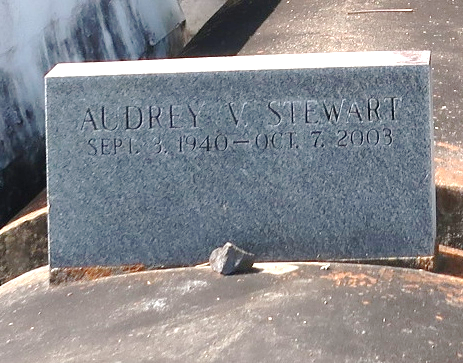 AUDREY V. STEWART
SEPT. 3, 1940—OCT. 7, 2003